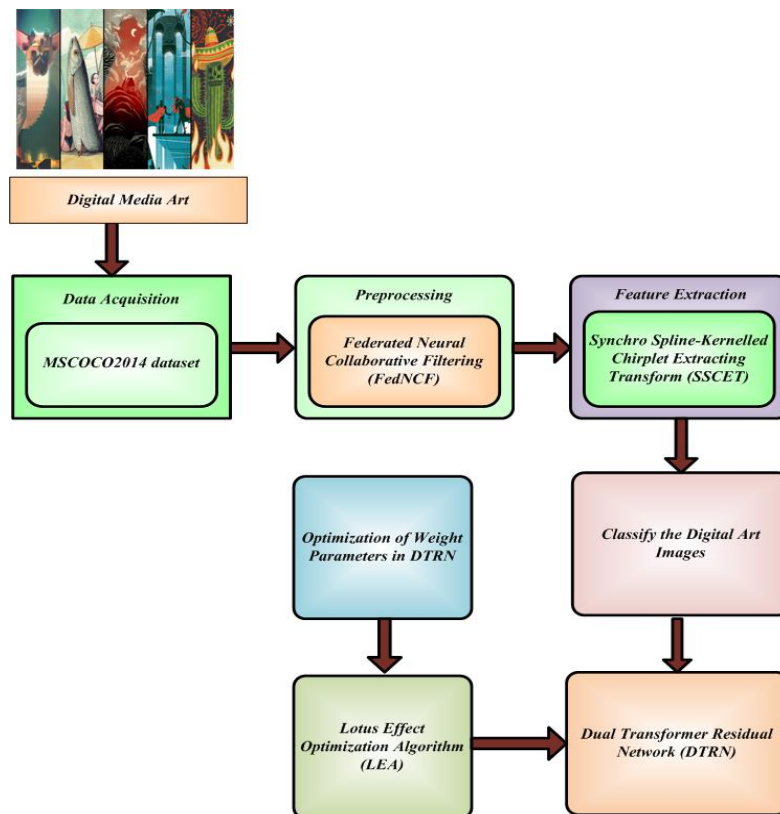 Digital Media Art
Data Acquisition
MSCOCO2014 dataset
Preprocessing
Federated Neural
Collaborative Filtering
(FedNCF)
Feature Extraction
Synchro Spline-Kernelled
Chirplet Extracting
Transform (SSCET)
Optimization of Weight
Parameters in DTRN
Classify the Digital Art
Images
Lotus Effect
Optimization Algorithm
(LEA)
Dual Transformer Residual
Network (DTRN)